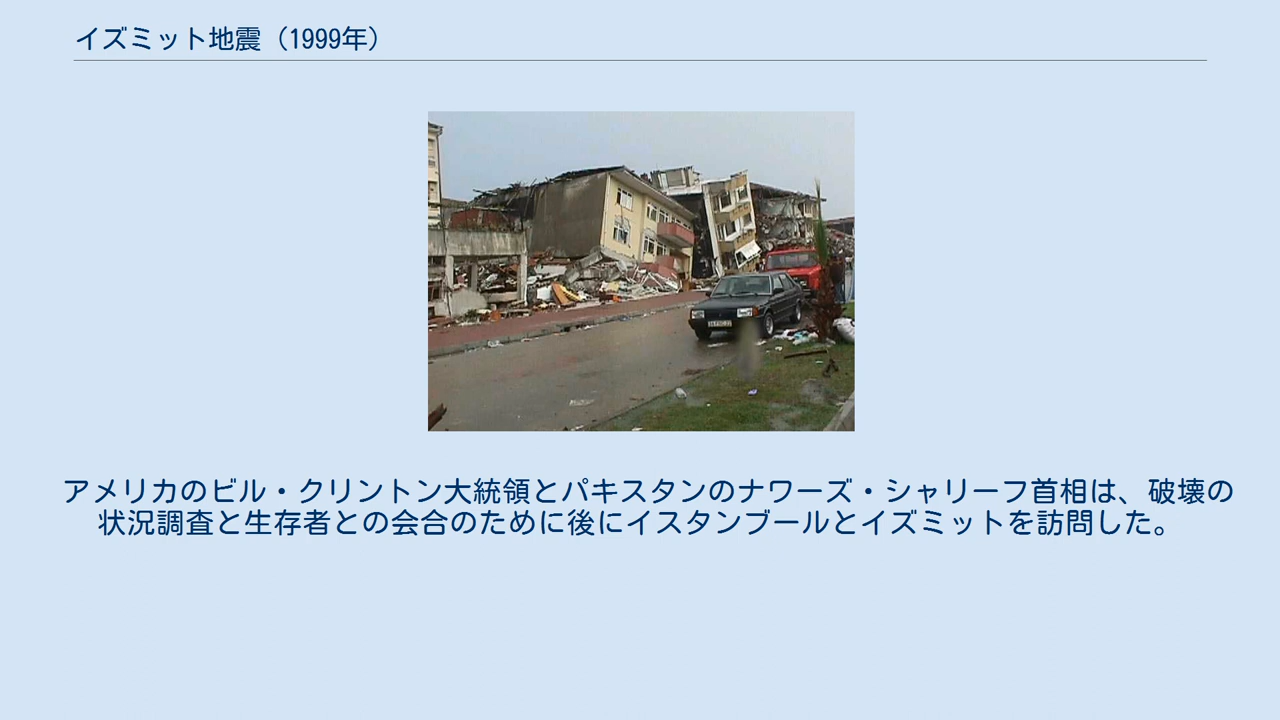 イズミット地震（1999年）
アメリカのビル・クリントン大統領とパキスタンのナワーズ・シャリーフ首相は、破壊の
状況調査と生存者との会合のために後にイスタンブールとイズミットを訪問した。